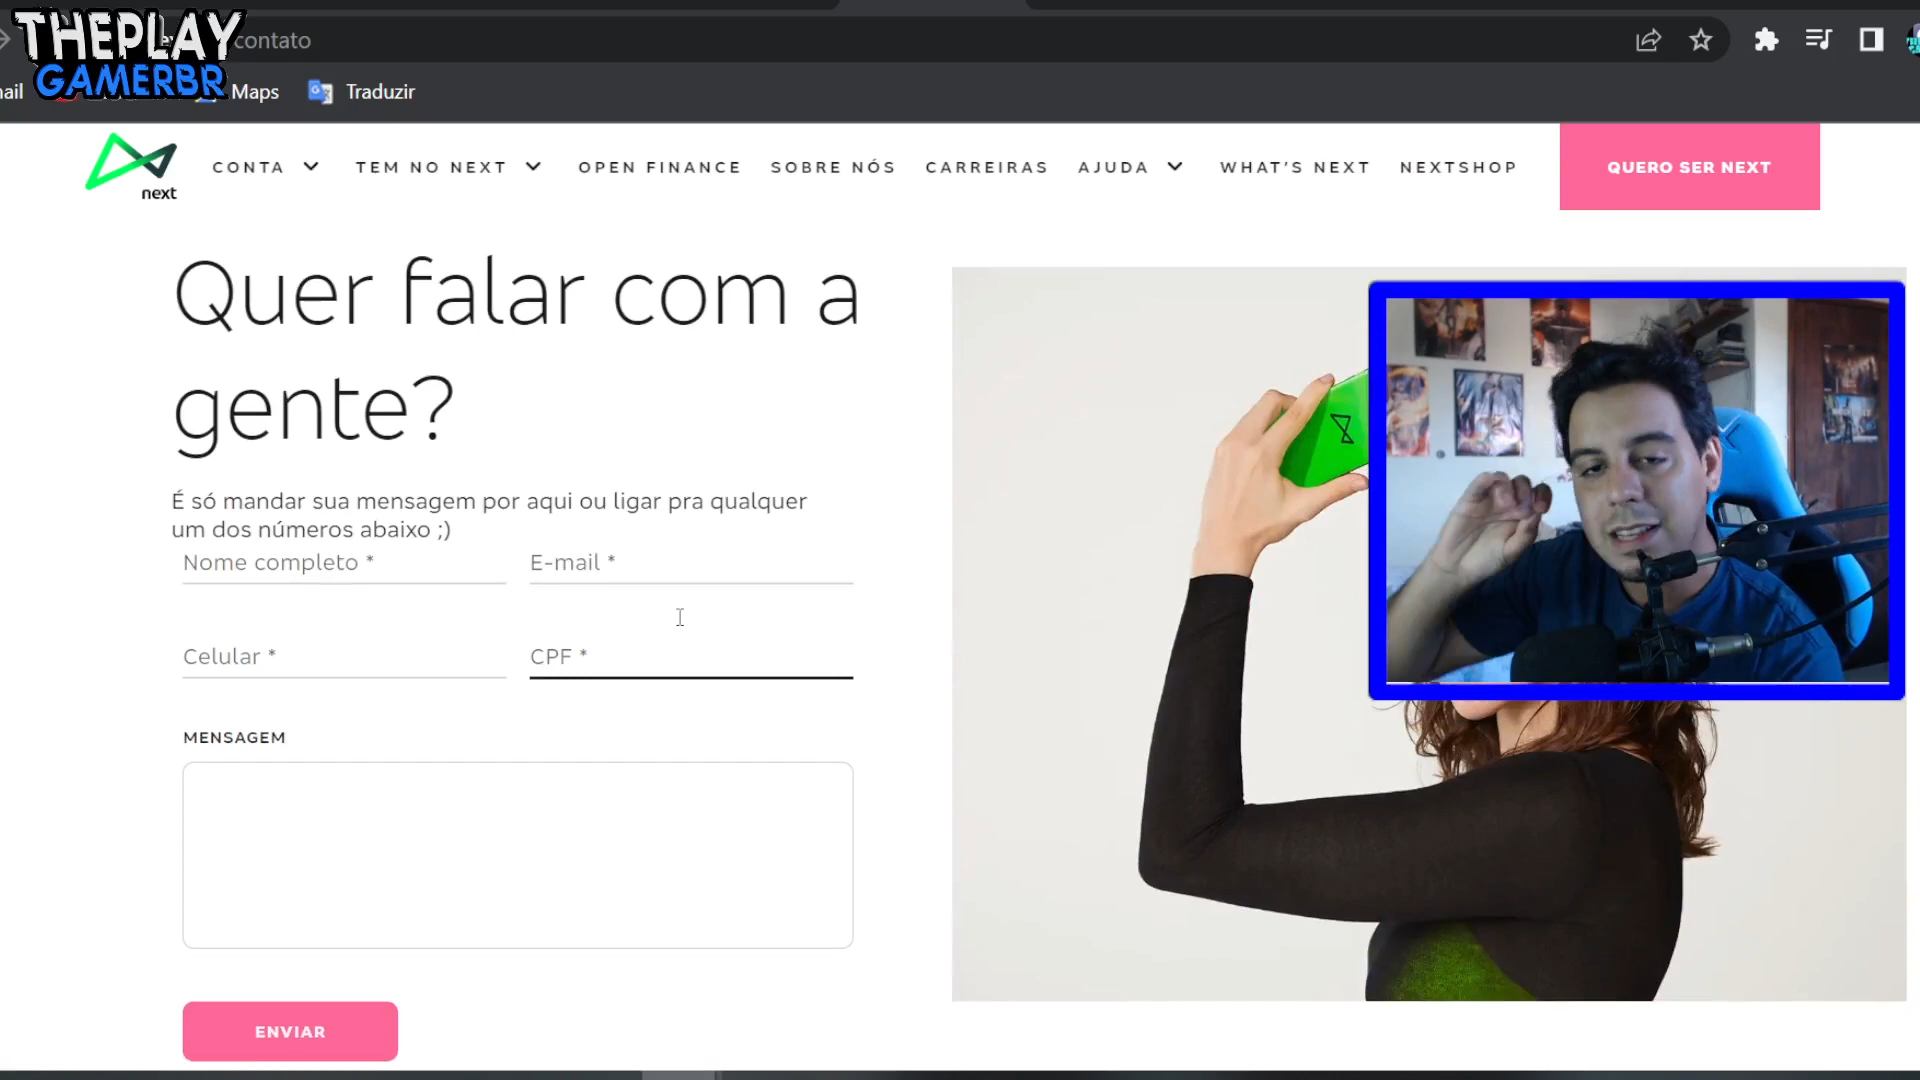 THEPLAY
GAMERBR
contato
ail
Maps
Traduzir
next
CONTA
TEM NO NEXT
OPEN FINANCE
SOBRE NÓS
CARREIRAS
AJUDA
WHAT'S NEXT
NEXTSHOP
QUERO SER NEXT
Quer falar com a
gente?
É só mandar sua mensagem por aqui ou ligar pra qualquer
um dos números abaixo ;)
Nome completo *
E-mail *
Celular *
CPF *
MENSAGEM
ENVIAR